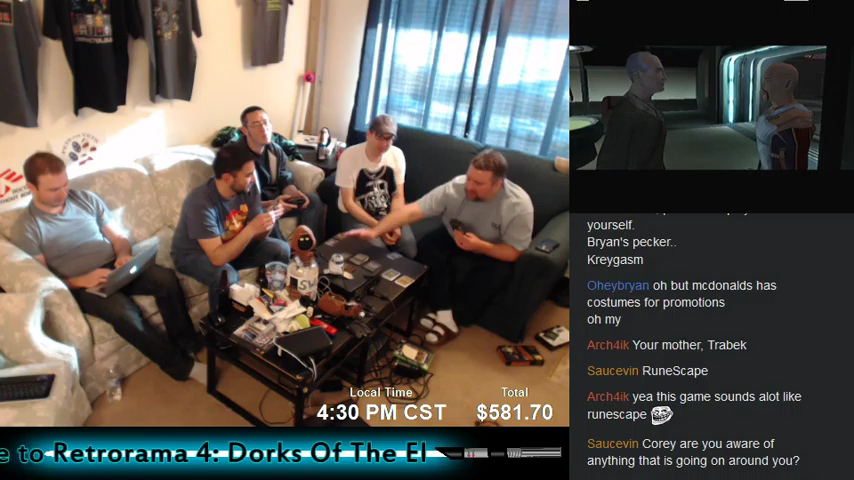 yourself.
Bryan's pecker..
Kreygasm
Oheybryan oh but mcdonalds has
costumes for promotions
oh my
Arch4ik Your mother, Trabek
Saucevin RuneScape
Arch4ik yea this game sounds alot like
runescape
Saucevin Corey are you aware of
anything that is going on around you?
Local Time
4:30 PM CST
Total
$581.70
e to Retrorama 4: Dorks Of The El